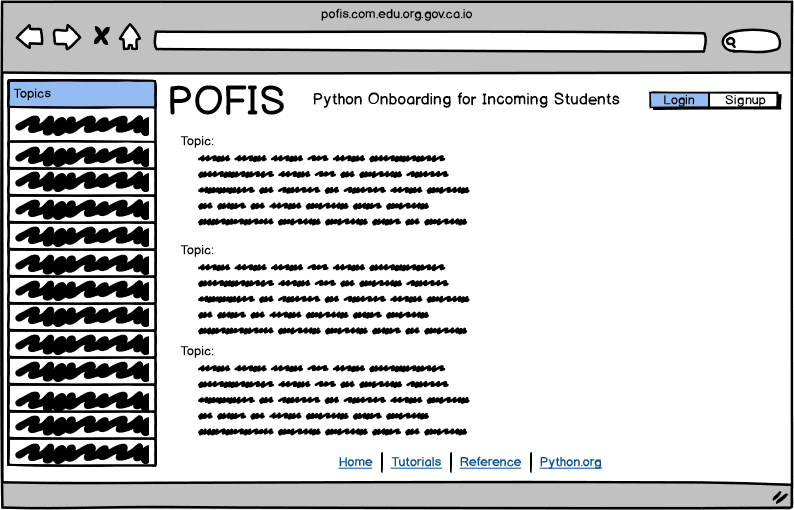 pofis.com.edu.org.gov.ca.io
Topics
POFIS
Python Onboarding for Incoming Students
Login
Signup
Topic:
Topic:
Topic:
Home
Tutorials
Reference
Python.org